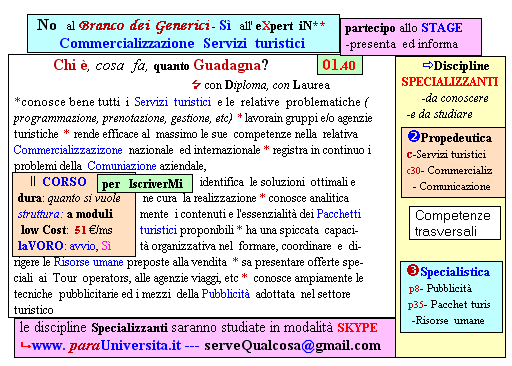 No al Branco dei Generici - Sì all' eXpert iN**
Commercializzazione Servizi turistici
partecipo allo STAGE
-presenta ed informa
Chi è, cosa fa, quanto Guadagna?
01.40
ϟ con Diploma, con Laurea
*conosce bene tutti i Servizi turistici e le relative problematiche (
programmazione, prenotazione, gestione, etc) * lavorain gruppi e/o agenzie
turistiche * rende efficace al massimo le sue competenze nella relativa
Commercializzazizone nazionale ed internazionale * registra in continuo i
problemi della Comuniazione aziendale,
identifica le soluzioni ottimali e
ne cura la realizzazione * conosce analitica
mente i contenuti e l'essenzialità dei Pacchetti
turistici proponibili * ha una spiccata capaci-
tà organizzativa nel formare, coordinare e di-
rigere le Risorse umane preposte alla vendita * sa presentare offerte spe-
ciali ai Tour operators, alle agenzie viaggi, etc * conosce ampiamente le
tecniche pubblicitarie ed i mezzi della Pubblicità adottata nel settore
turistico
Il CORSO
per IscriverMi
dura: quanto si vuole
struttura: a moduli
low Cost: 51 €/ms
laVORO: avvio, Sì
⇨Discipline
SPECIALIZZANTI
-da conoscere
-e da studiare
❷Propedeutica
c-Servizi turistici
c30- Commercializ
- Comunicazione
Competenze
trasversali
❸Specialistica
p8- Pubblicità
p35- Pacchet turis
-Risorse umane
le discipline Specializzanti saranno studiate in modalità SKYPE
↪www. paraUniversita.it --- serveQualcosa@gmail.com